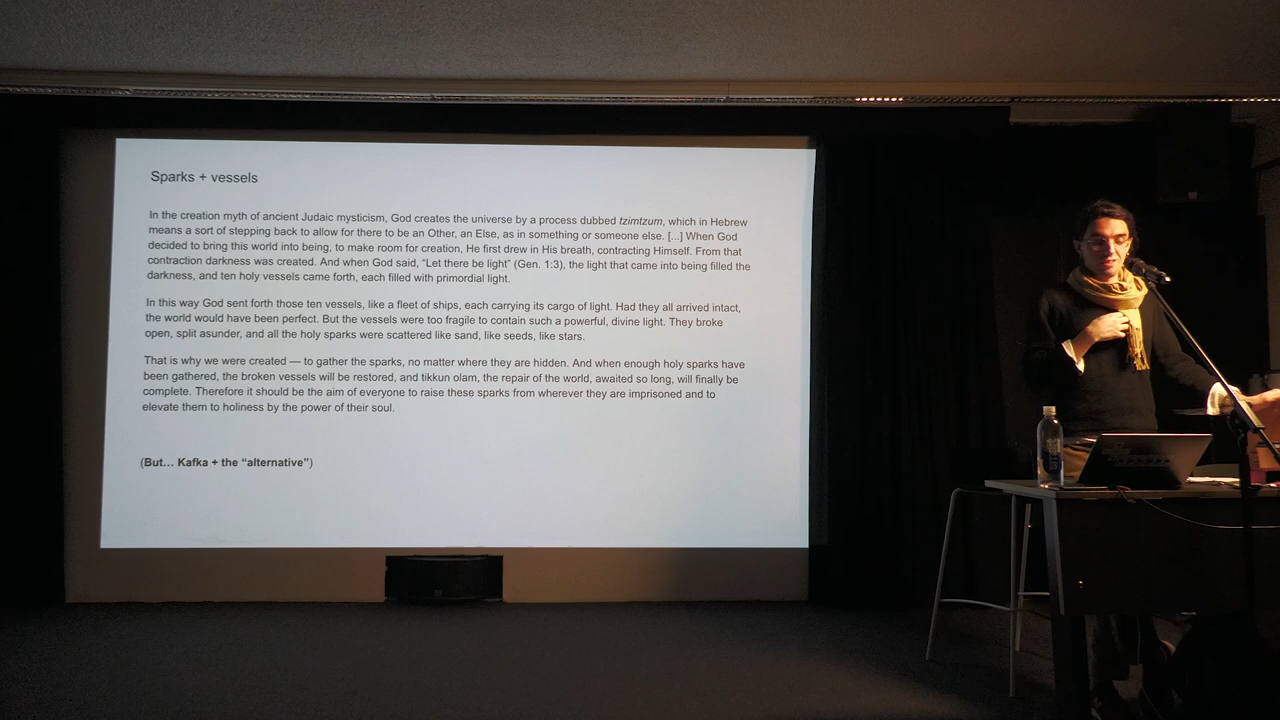 Sparks + vessels
In the creation myth of ancient Judaic mysticism, God creates the universe by a process dubbed tzimtzum, which in Hebrew
means a sort of stepping back to allow for there to be an Other, an Else, as in something or someone else. [...] When God
decided to bring this world into being, to make room for creation, He first drew in His breath, contracting Himself. From that
contraction darkness was created. And when God said, “Let there be light” (Gen. 1:3), the light that came into being filled the
darkness, and ten holy vessels came forth, each filled with primordial light.
In this way God sent forth those ten vessels, like a fleet of ships, each carrying its cargo of light. Had they all arrived intact,
the world would have been perfect. But the vessels were too fragile to contain such a powerful, divine light. They broke
open, split asunder, and all the holy sparks were scattered like sand, like seeds, like stars.
That is why we were created — to gather the sparks, no matter where they are hidden. And when enough holy sparks have
been gathered, the broken vessels will be restored, and tikkun olam, the repair of the world, awaited so long, will finally be
complete. Therefore it should be the aim of everyone to raise these sparks from wherever they are imprisoned and to
elevate them to holiness by the power of their soul.
(But... Kafka + the “alternative”)